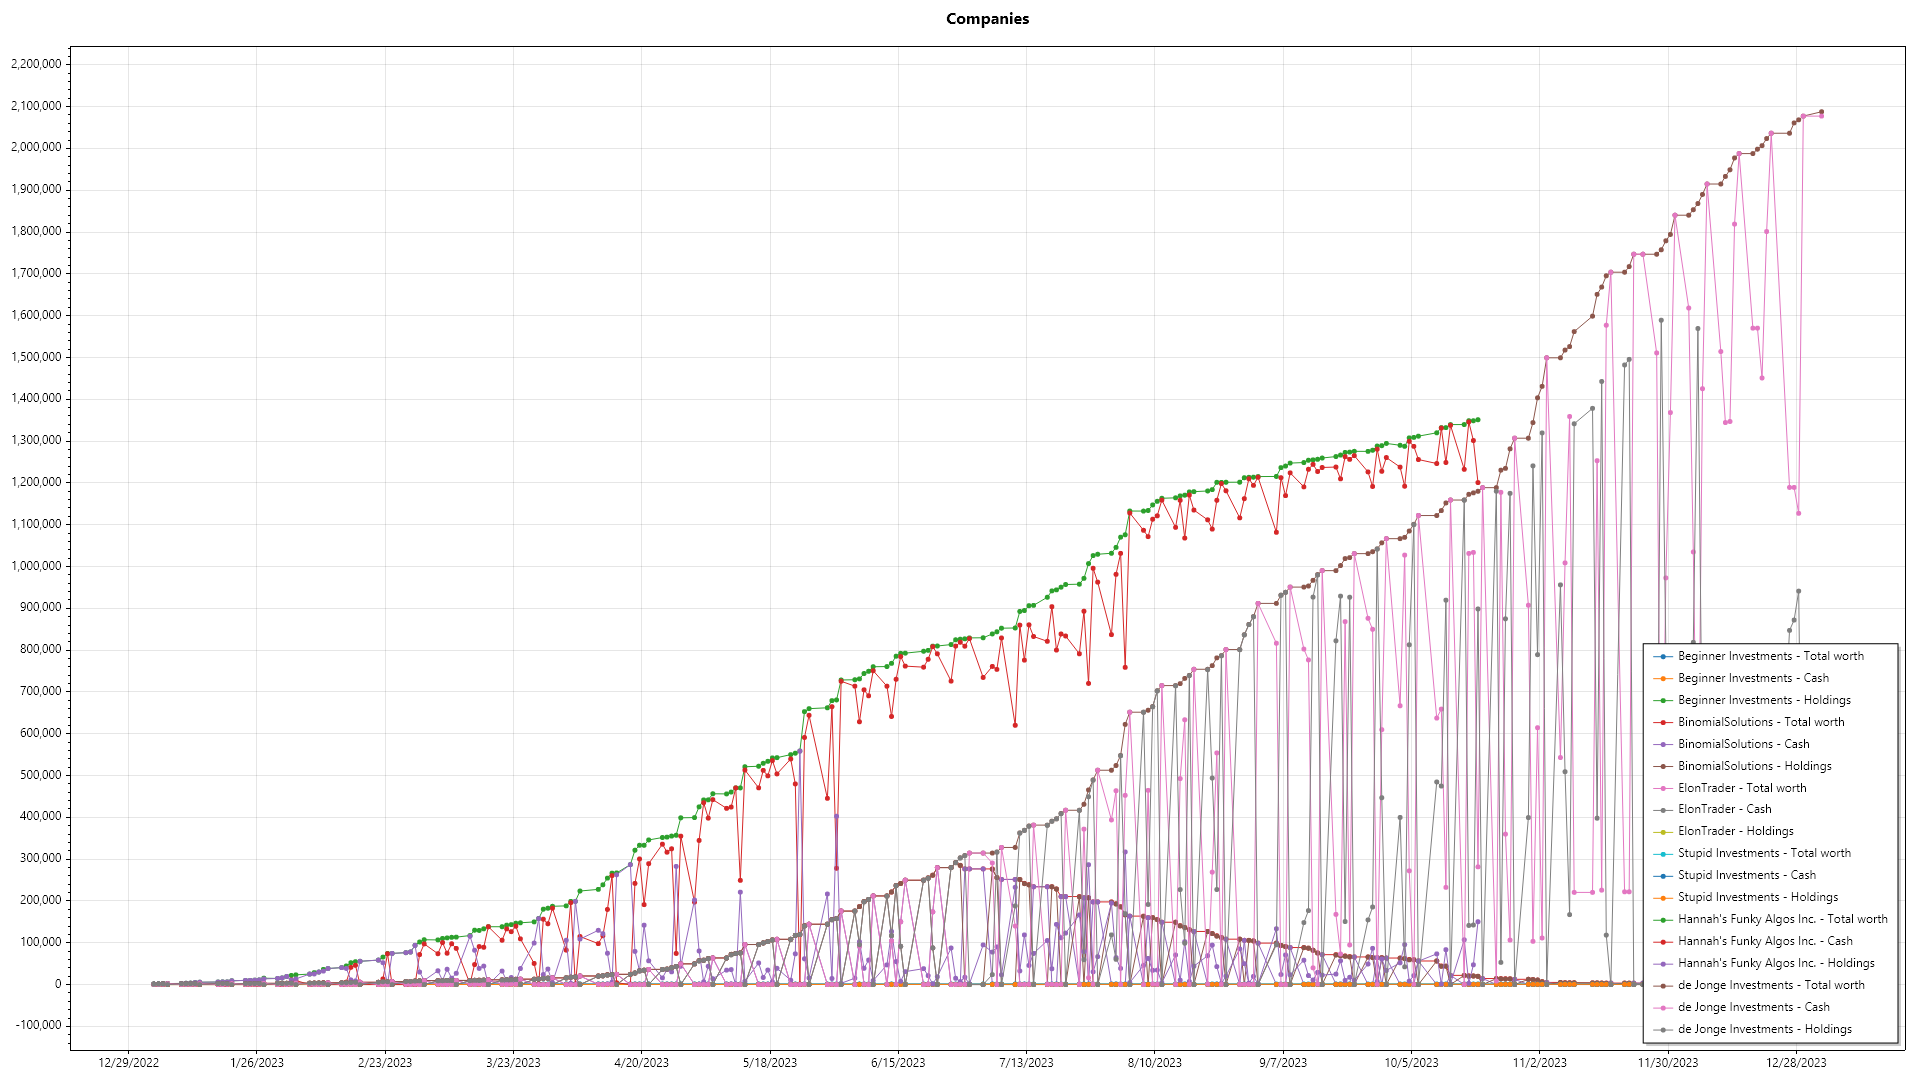 Companies
2,200,000
2,100,000
2,000,000
1,900,000
1,800,000
1,700,000
1,600,000
1,500,000
1,400,000
1,300,000
1,200,000
1,100,000
1,000,000
900,000
800,000
700,000
600,000
500,000
400,000
300,000
200,000
100,000
0
-100,000
12/29/2022
1/26/2023
2/23/2023
3/23/2023
4/20/2023
5/18/2023
6/15/2023
7/13/2023
8/10/2023
9/7/2023
10/5/2023
11/2/2023
11/30/2023
12/28/2023
Beginner Investments - Total worth
Beginner Investments - Cash
Beginner Investments - Holdings
BinomialSolutions - Total worth
BinomialSolutions - Cash
BinomialSolutions - Holdings
ElonTrader - Total worth
ElonTrader - Cash
ElonTrader - Holdings
Stupid Investments - Total worth
Stupid Investments - Cash
Stupid Investments - Holdings
Hannah's Funky Algos Inc. - Total worth
Hannah's Funky Algos Inc. - Cash
Hannah's Funky Algos Inc. - Holdings
de Jonge Investments - Total worth
de Jonge Investments - Cash
de Jonge Investments - Holdings